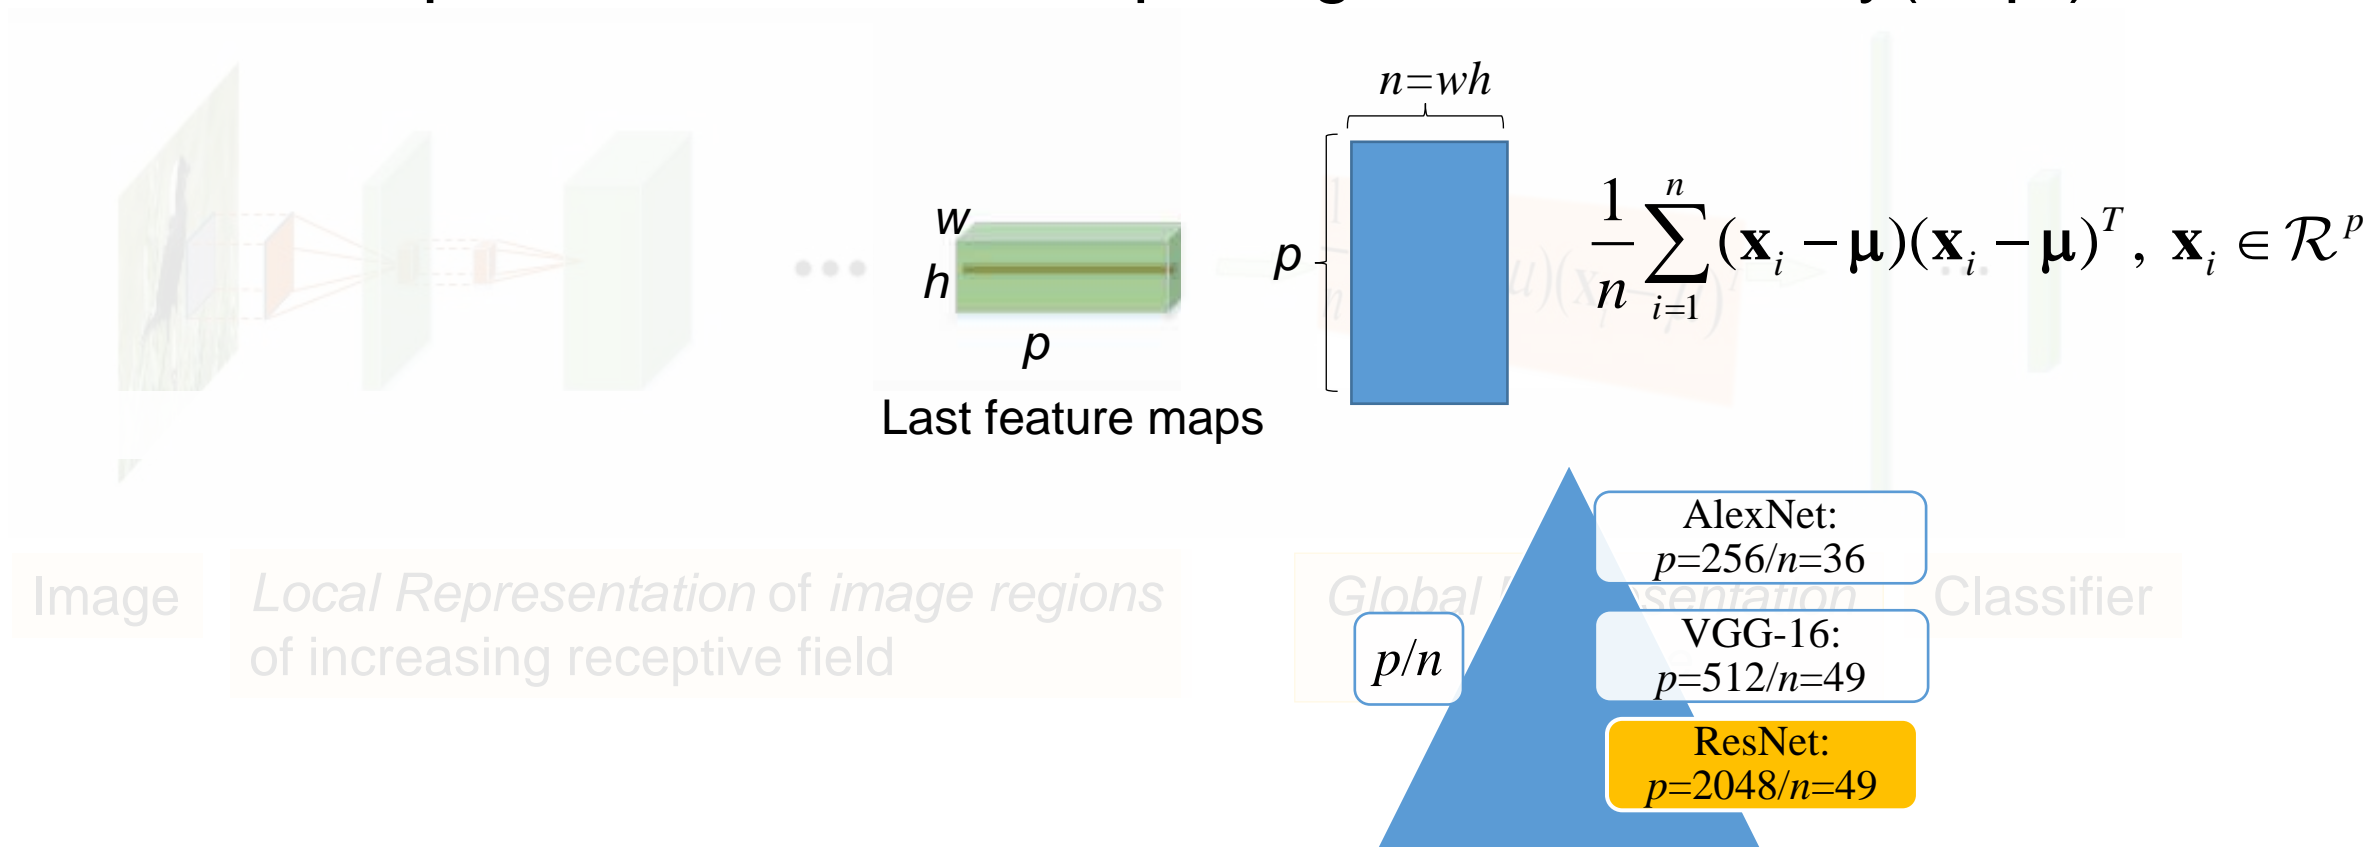 n=wh
p
w
h
p
Last feature maps
1/n ∑_{i=1}^{n} (x_i − μ)(x_i − μ)^T, x_i ∈ ℛ^p
AlexNet:
p=256/n=36
VGG-16:
p=512/n=49
ResNet:
p=2048/n=49
p/n
Image
Local Representation of image regions
of increasing receptive field
Global
Classifier